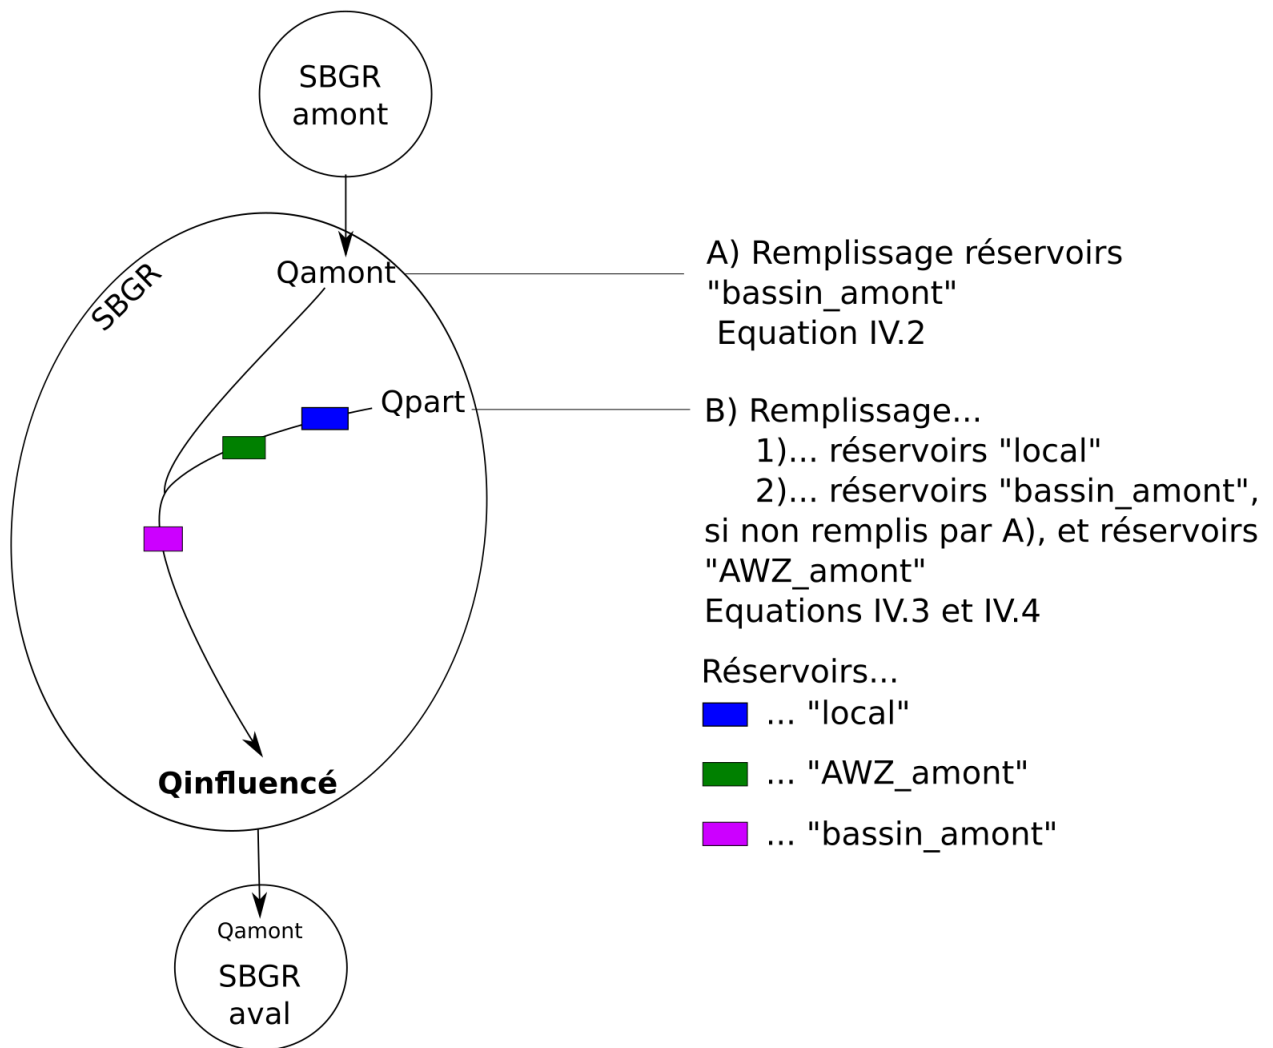 SBGR
amont
SBGR
Qamont
Qpart
Qinfluencé
Qamont
SBGR
aval
A) Remplissage réservoirs
"bassin_amont"
Equation IV.2
B) Remplissage...
1)... réservoirs "local"
2)... réservoirs "bassin_amont",
si non remplis par A), et réservoirs
"AWZ_amont"
Equations IV.3 et IV.4
Réservoirs...
... "local"
... "AWZ_amont"
... "bassin_amont"